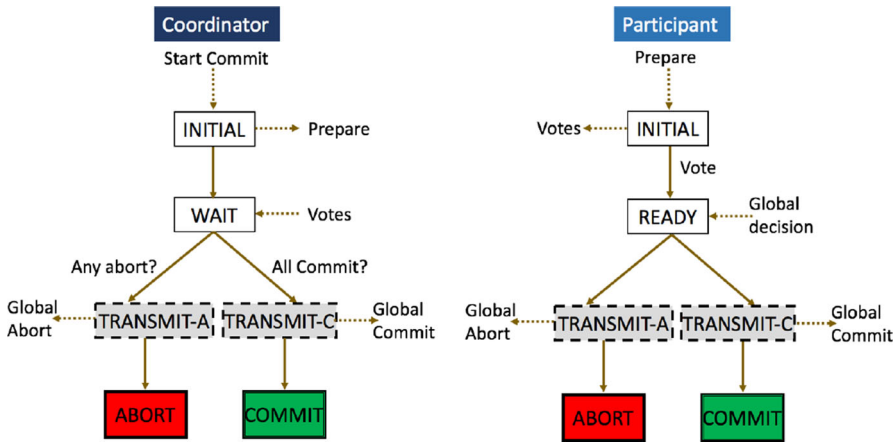 Coordinator
Participant
Start Commit
Prepare
INITIAL
Prepare
Votes
INITIAL
Vote
WAIT
Votes
READY
Global
decision
Any abort?
All Commit?
Global
Abort
TRANSMIT-A
TRANSMIT-C
Global
Commit
Global
Abort
TRANSMIT-A
TRANSMIT-C
Global
Commit
ABORT
COMMIT
ABORT
COMMIT